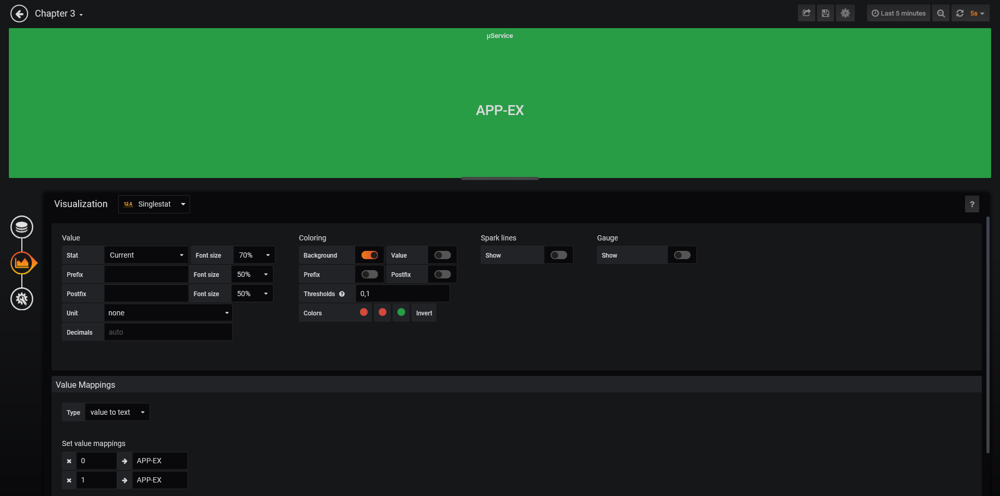 Chapter 3
Last 5 minutes
5s
µService
APP-EX
Visualization
12.4
Singlestat
?
Value
Coloring
Spark lines
Gauge
Stat
Current
Font size
70%
Background
Value
Show
Show
Prefix
Font size
50%
Prefix
Postfix
Postfix
Font size
50%
Thresholds
?
0,1
Unit
none
Colors
Invert
Decimals
auto
Value Mappings
Type
value to text
Set value mappings
0
APP-EX
1
APP-EX